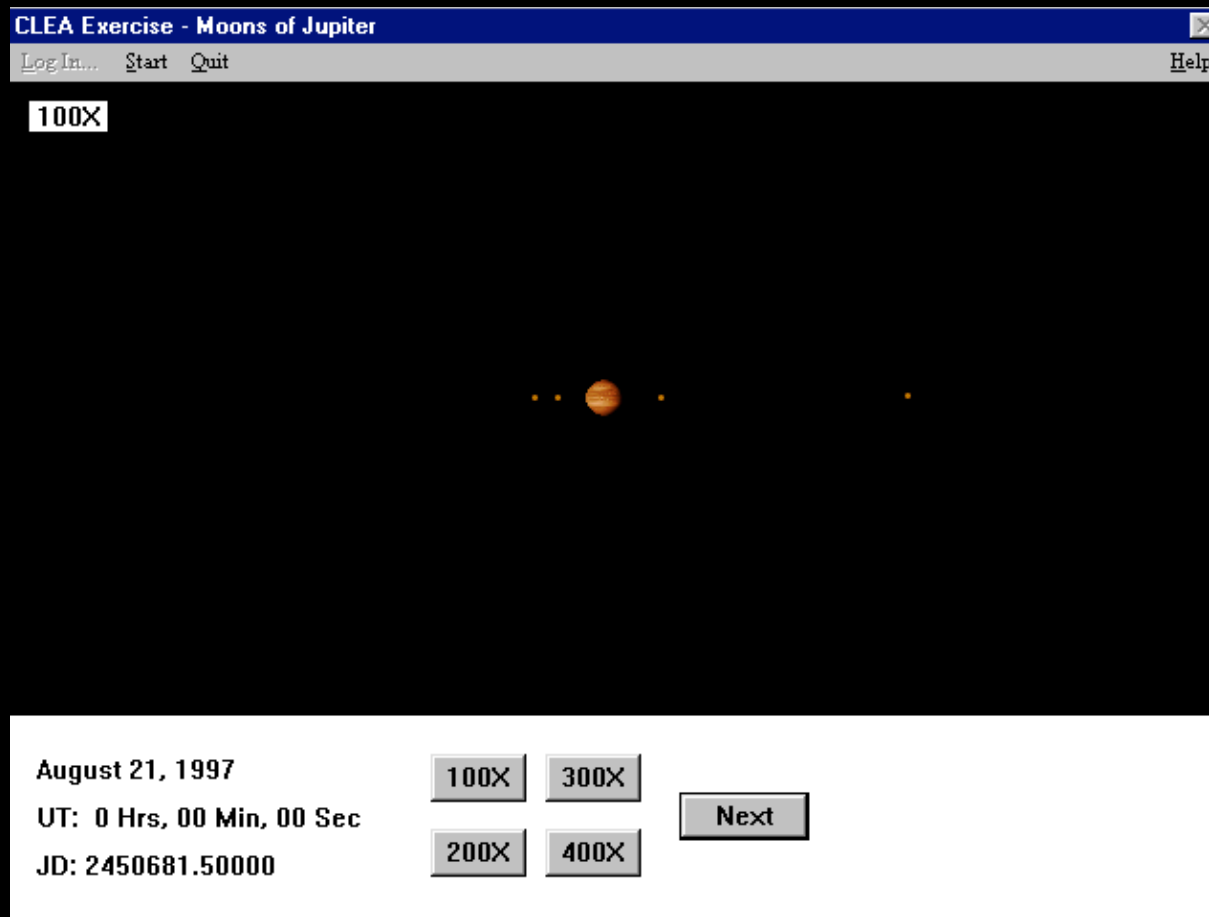 CLEA Exercise - Moons of Jupiter
Log In... Start Quit Help
100X
August 21, 1997
UT: 0 Hrs, 00 Min, 00 Sec
JD: 2450681.50000
100X 300X
Next
200X 400X